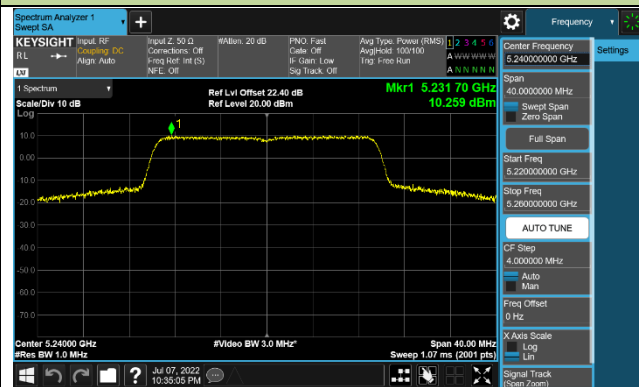 Spectrum Analyzer 1
Swept SA
Frequency
KEYSIGHT
RL
LXI
Input: RF
Coupling: DC
Align: Auto
Input Z: 50 Ω
Corrections: Off
Freq Ref: Int (S)
NFE: Off
#Atten: 20 dB
PNO: Fast
Gate: Off
IF Gain: Low
Sig Track: Off
Avg Type: Power (RMS)
Avg|Hold: 100/100
Trig: Free Run
1 2 3 4 5 6
A W W W W W
A N N N N N
1 Spectrum
Scale/Div 10 dB
Log
Ref Lvl Offset 22.40 dB
Ref Level 20.00 dBm
Mkr1 5.231 70 GHz
10.259 dBm
1
10.0
0.00
-10.0
-20.0
-30.0
-40.0
-50.0
-60.0
-70.0
Center 5.24000 GHz
#Res BW 1.0 MHz
#Video BW 3.0 MHz*
Span 40.00 MHz
Sweep 1.07 ms (2001 pts)
Jul 07, 2022
10:35:05 PM
Center Frequency
5.240000000 GHz
Span
40.0000000 MHz
Swept Span
Zero Span
Full Span
Start Freq
5.220000000 GHz
Stop Freq
5.260000000 GHz
AUTO TUNE
CF Step
4.000000 MHz
Auto
Man
Freq Offset
0 Hz
X Axis Scale
Log
Lin
Signal Track
(Span Zoom)
Settings